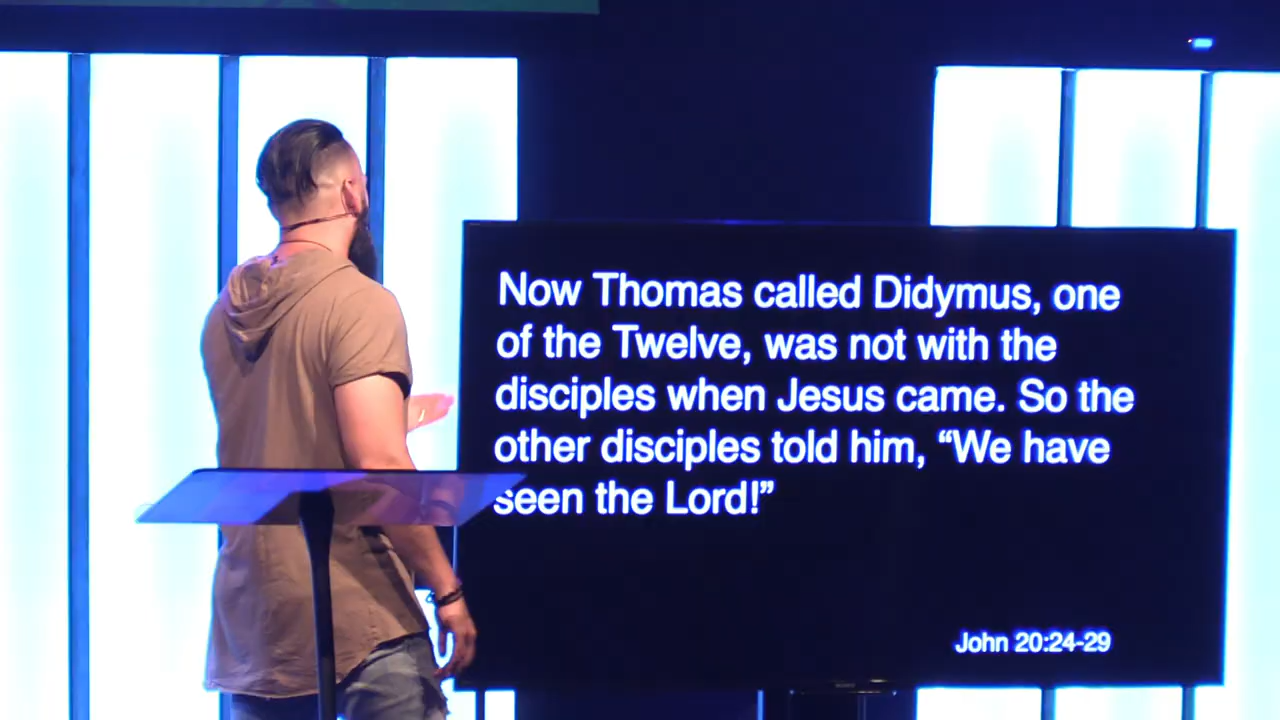 Now Thomas called Didymus, one
of the Twelve, was not with the
disciples when Jesus came. So the
other disciples told him, “We have
seen the Lord!”
John 20:24-29